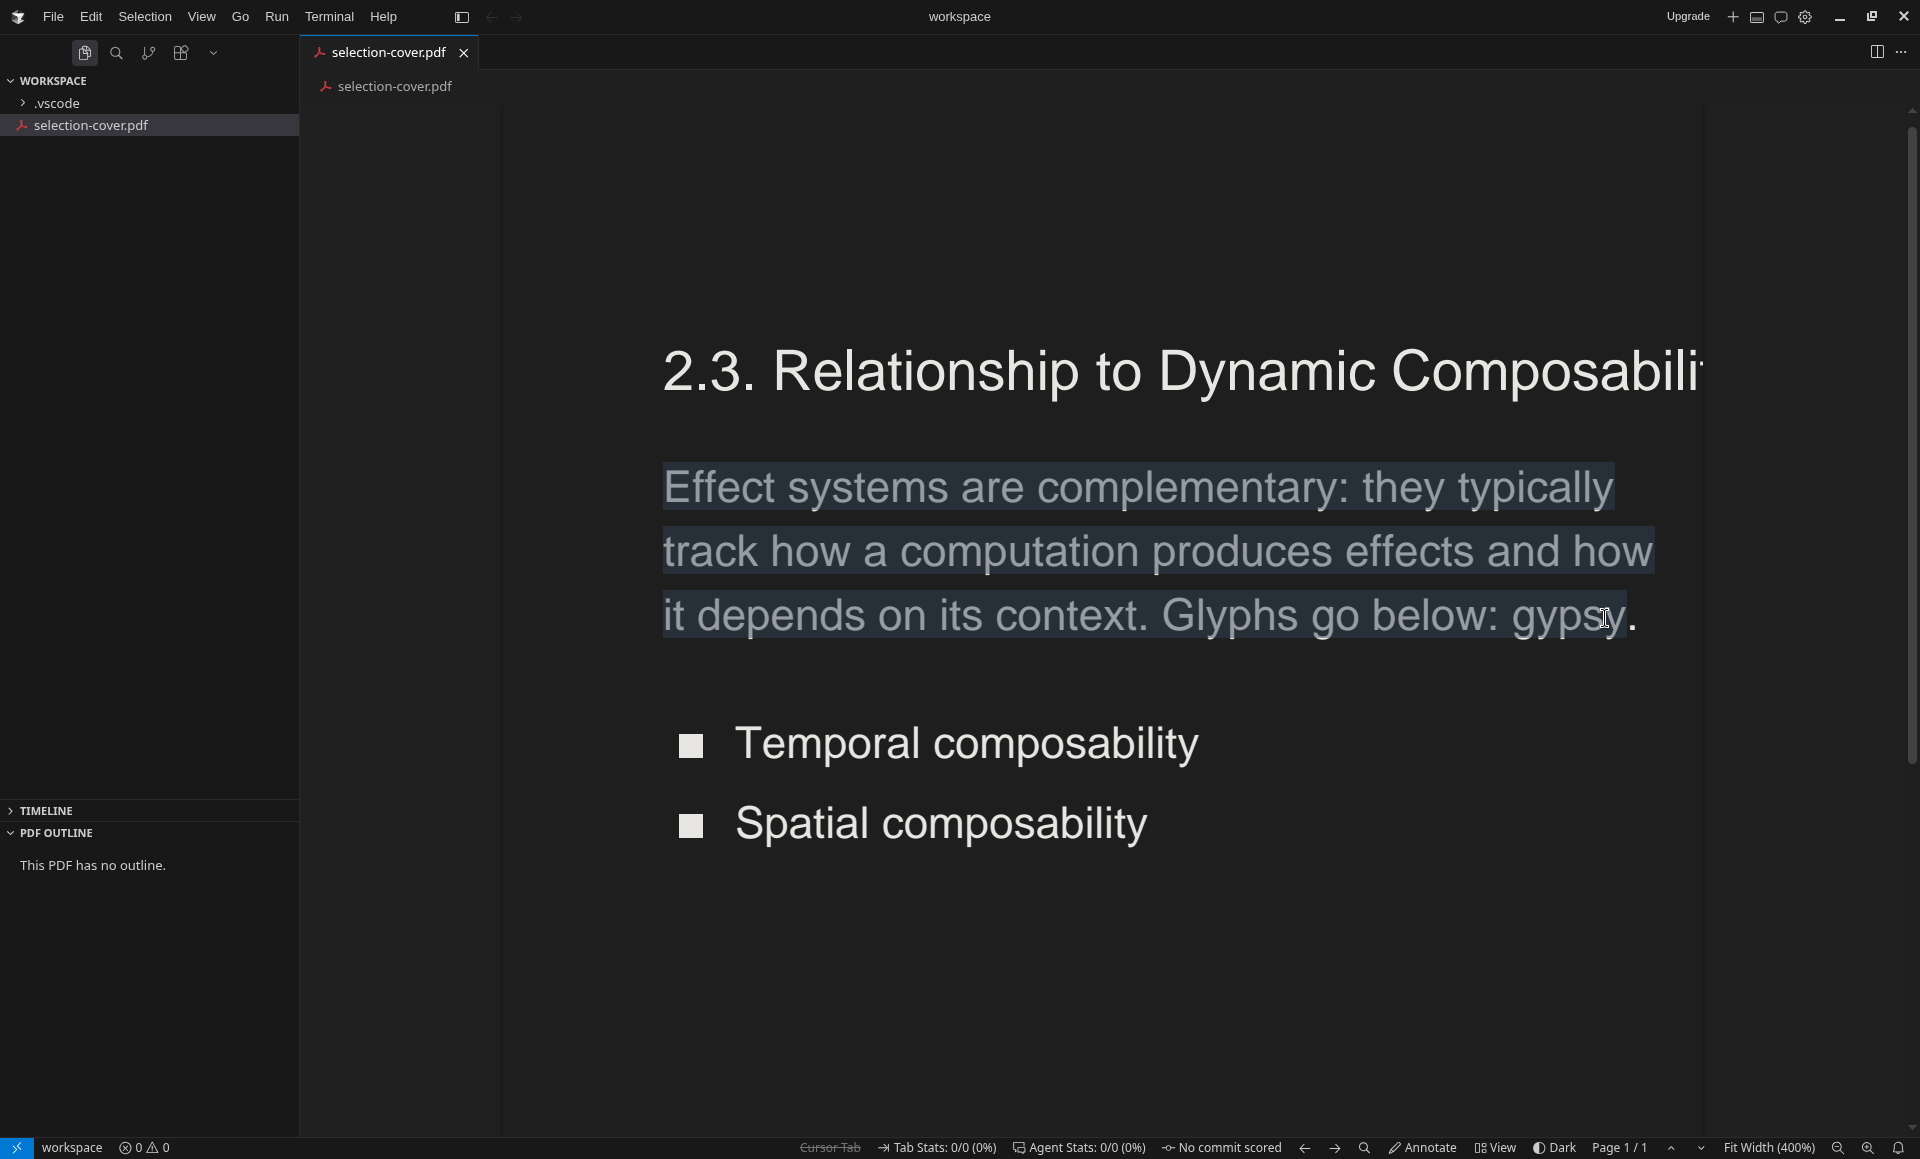 File Edit Selection View Go Run Terminal Help
workspace
Upgrade
selection-cover.pdf
WORKSPACE
selection-cover.pdf
.vscode
selection-cover.pdf
2.3. Relationship to Dynamic Composabili
Effect systems are complementary: they typically
track how a computation produces effects and how
it depends on its context. Glyphs go below: gypsy.
Temporal composability
Spatial composability
TIMELINE
PDF OUTLINE
This PDF has no outline.
workspace 0 0 Cursor Tab Tab Stats: 0/0 (0%) Agent Stats: 0/0 (0%) No commit scored Annotate View Dark Page 1 / 1 Fit Width (400%)